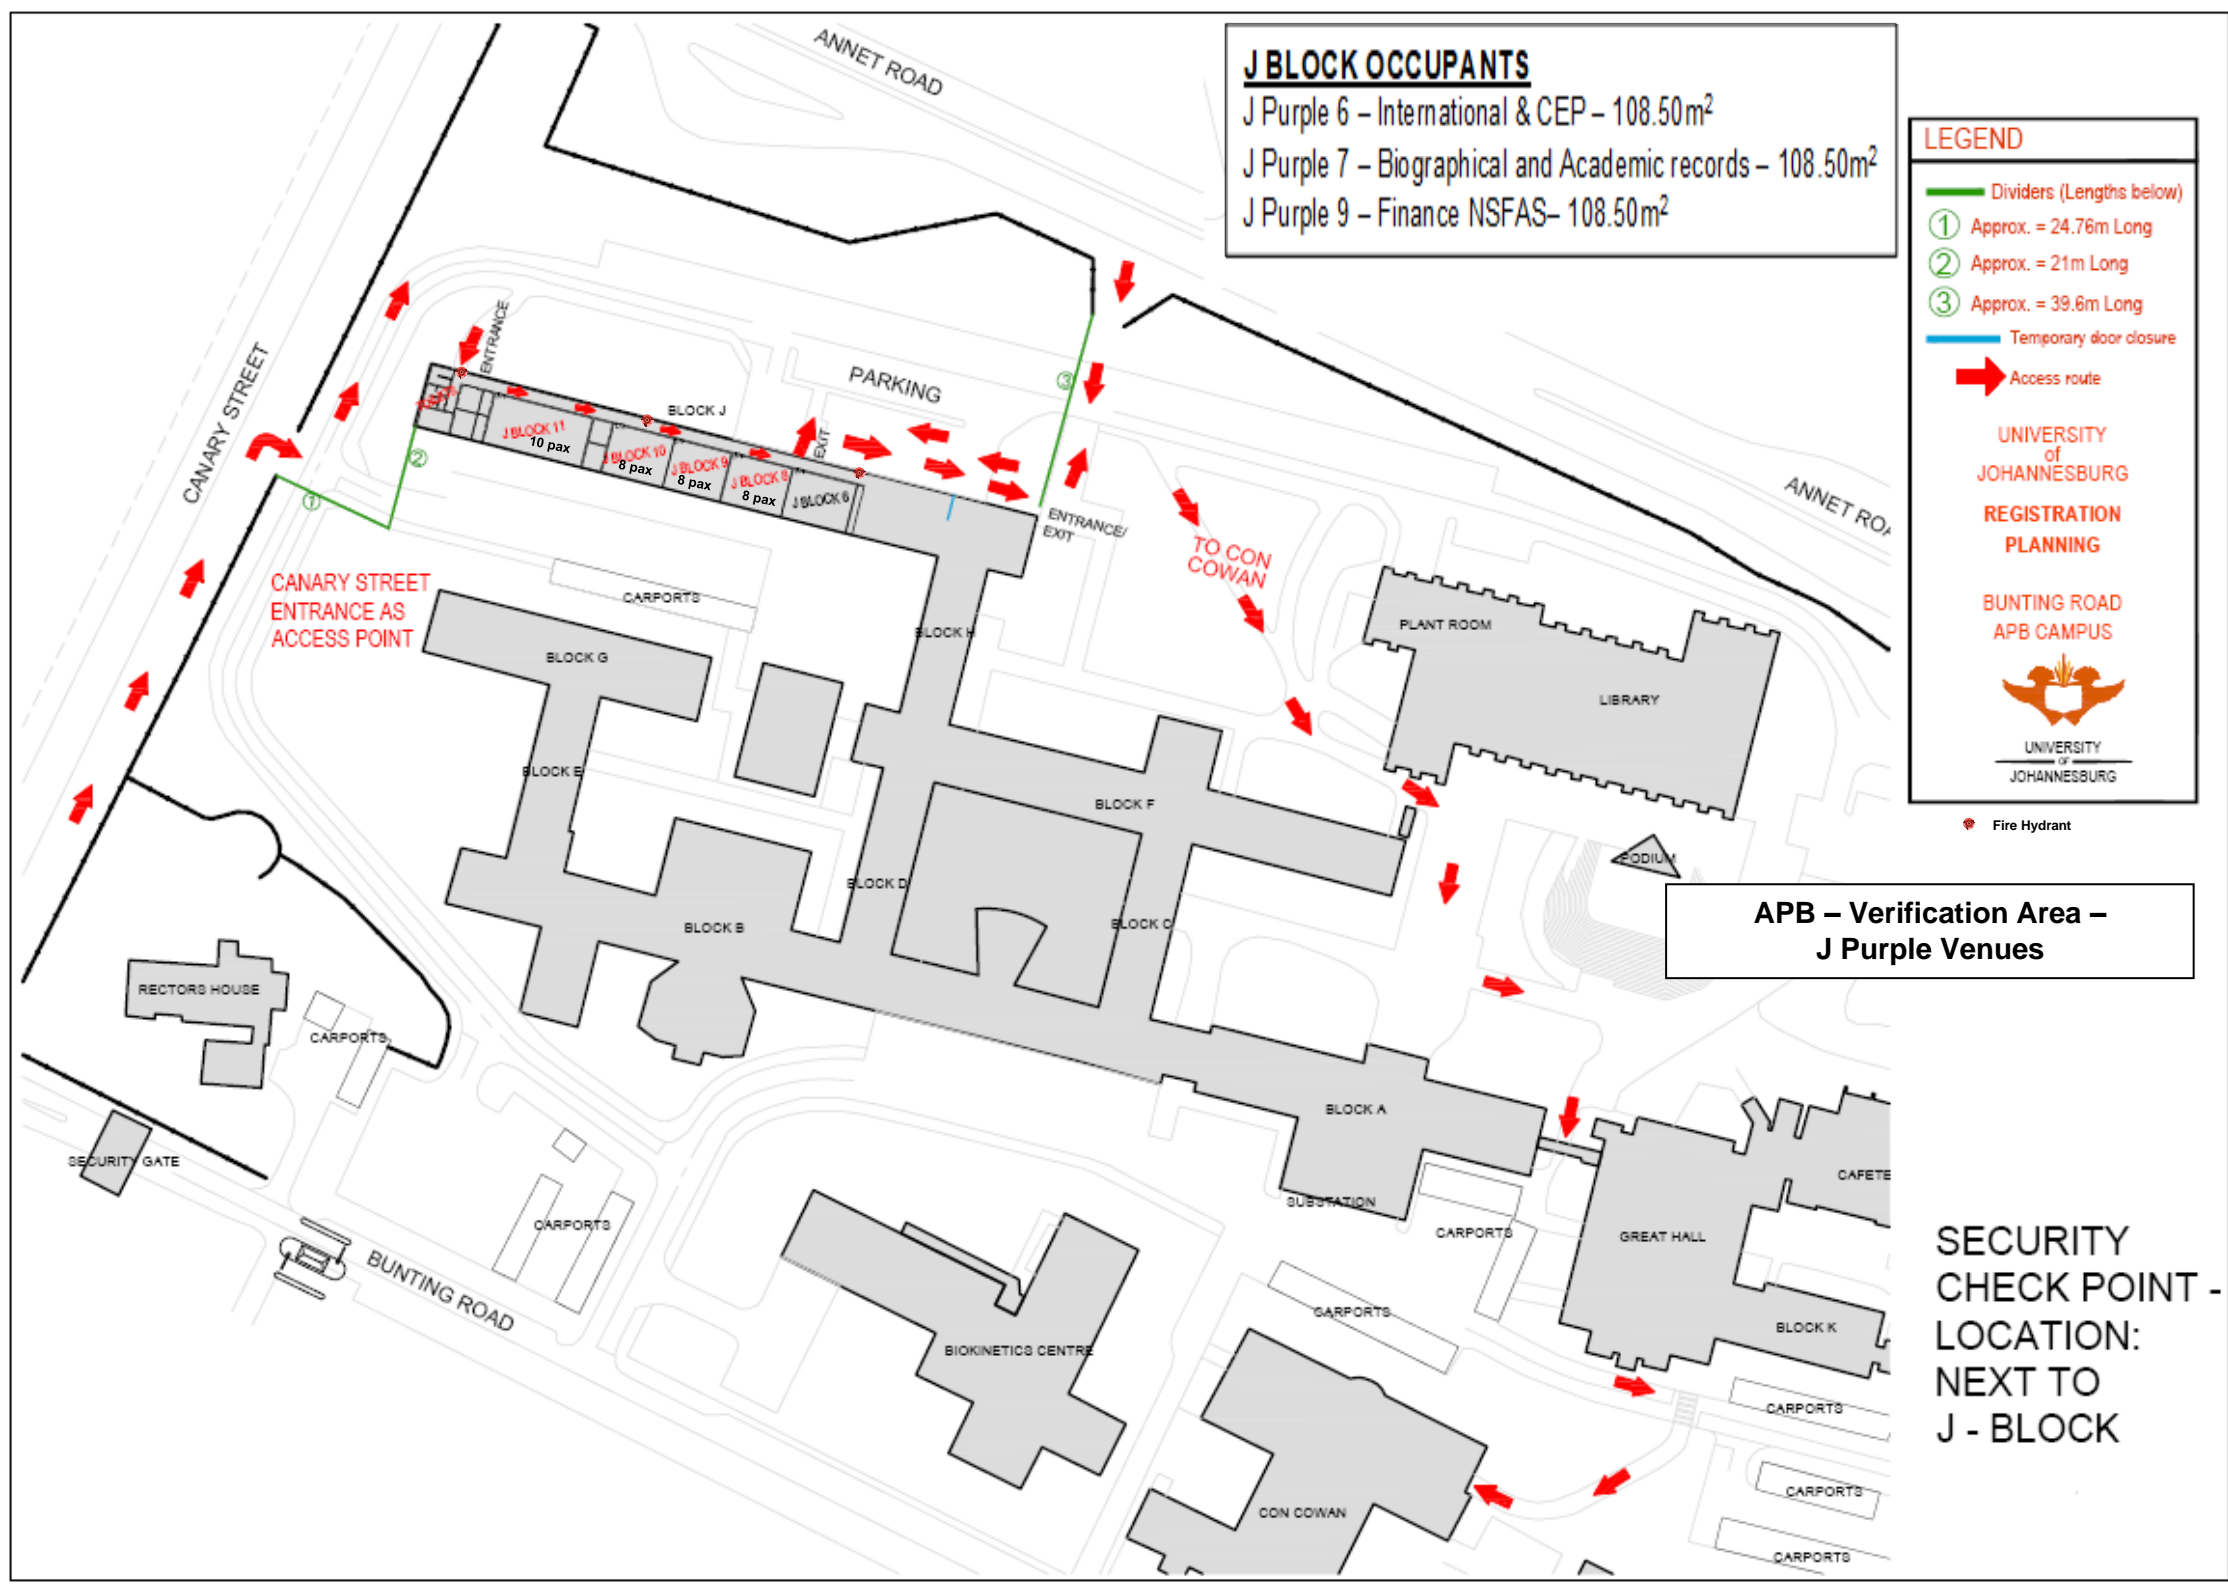 ANNET ROAD
J BLOCK OCCUPANTS
J Purple 6 – International & CEP – 108.50m²
J Purple 7 – Biographical and Academic records – 108.50m²
J Purple 9 – Finance NSFAS– 108.50m²
LEGEND
Dividers (Lengths below)
1 Approx. = 24.76m Long
2 Approx. = 21m Long
3 Approx. = 39.6m Long
Temporary door closure
Access route
UNIVERSITY
of
JOHANNESBURG
REGISTRATION
PLANNING
BUNTING ROAD
APB CAMPUS
UNIVERSITY
OF
JOHANNESBURG
Fire Hydrant
CANARY STREET
ENTRANCE
PARKING
3
BLOCK J
J BLOCK 11
10 pax
J BLOCK 10
8 pax
J BLOCK 9
8 pax
J BLOCK 8
8 pax
J BLOCK 6
EXIT
2
1
ENTRANCE/
EXIT
ANNET ROA
TO CON
COWAN
CANARY STREET
ENTRANCE AS
ACCESS POINT
CARPORTS
BLOCK H
PLANT ROOM
BLOCK G
LIBRARY
BLOCK E
BLOCK F
PODIUM
BLOCK D
BLOCK B
BLOCK C
APB – Verification Area –
J Purple Venues
RECTORS HOUSE
CARPORTS
BLOCK A
SECURITY GATE
CAFETE
SUBSTATION
CARPORTS
CARPORTS
GREAT HALL
BUNTING ROAD
CARPORTS
BLOCK K
BIOKINETICS CENTRE
CARPORTS
CARPORTS
CON COWAN
CARPORTS
SECURITY
CHECK POINT -
LOCATION:
NEXT TO
J - BLOCK